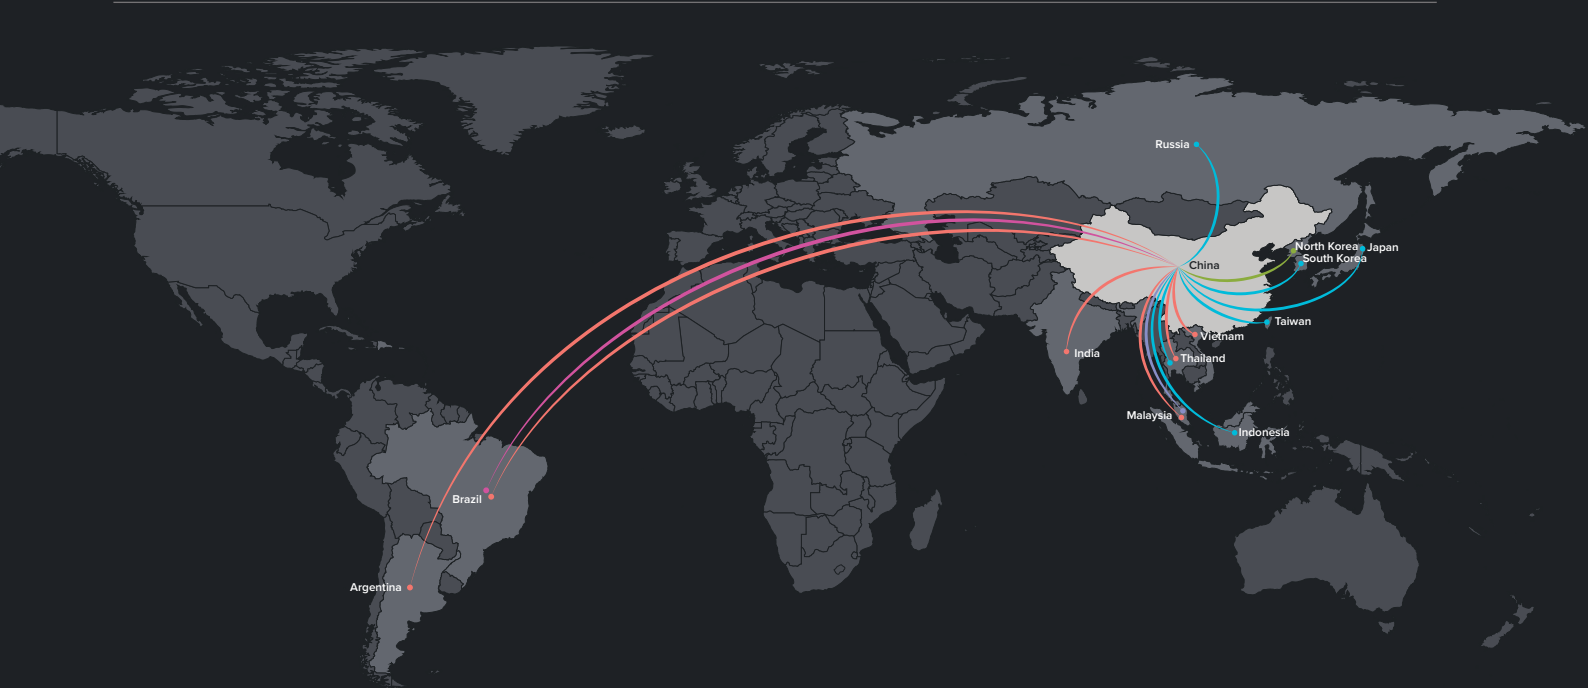 Russia
North Korea
Japan
South Korea
China
Taiwan
Vietnam
India
Thailand
Malaysia
Indonesia
Brazil
Argentina